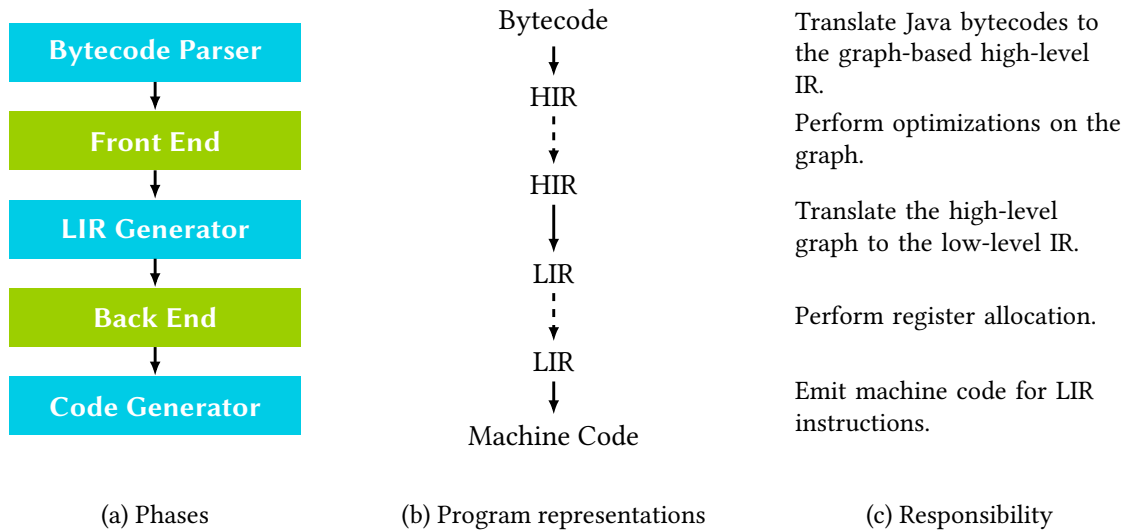 Bytecode Parser
Front End
LIR Generator
Back End
Code Generator
(a) Phases
Bytecode
HIR
HIR
LIR
LIR
Machine Code
(b) Program representations
Translate Java bytecodes to
the graph-based high-level
IR.
Perform optimizations on the
graph.
Translate the high-level
graph to the low-level IR.
Perform register allocation.
Emit machine code for LIR
instructions.
(c) Responsibility